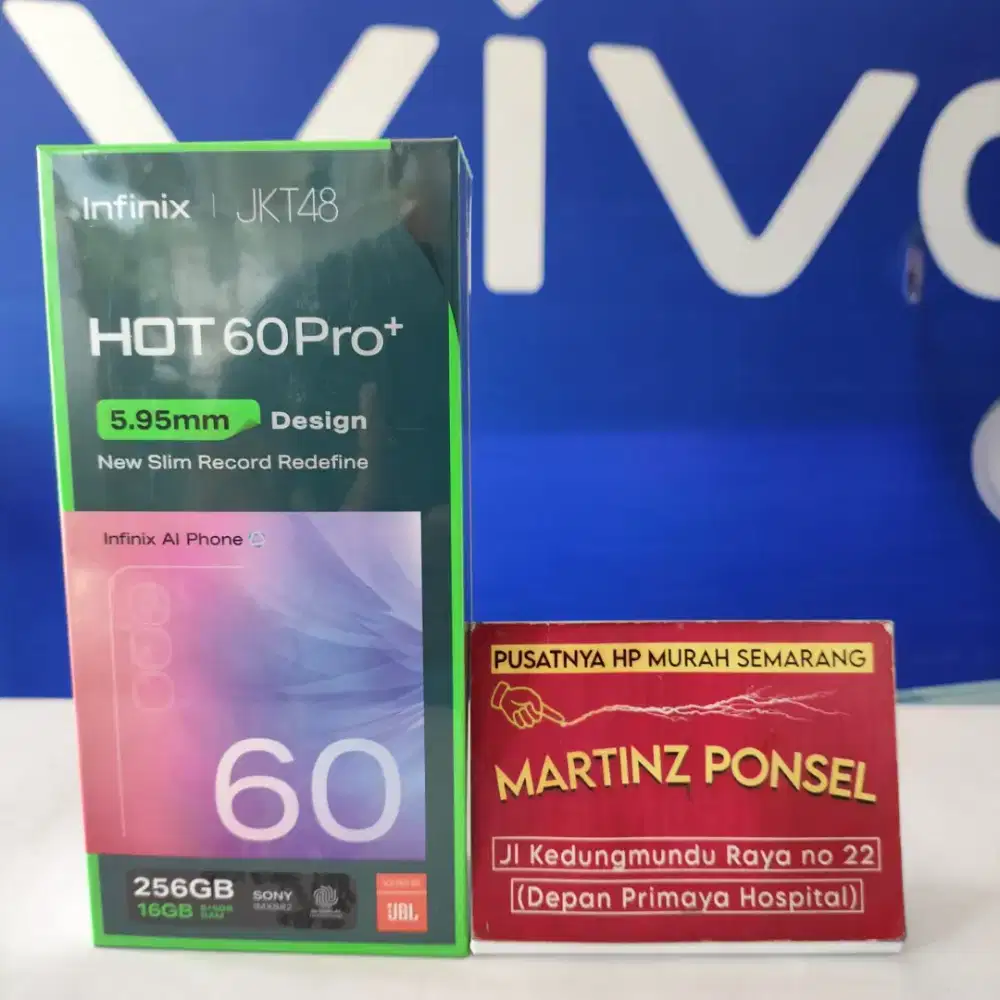 vivo
Infinix | JKT48
HOT 60Pro+
5.95mm Design
New Slim Record Redefine
Infinix AI Phone
60
256GB
16GB
RAM
SONY
JBL
PUSATNYA HP MURAH SEMARANG
MARTINZ PONSEL
Jl Kedungmundu Raya no 22
(Depan Primaya Hospital)